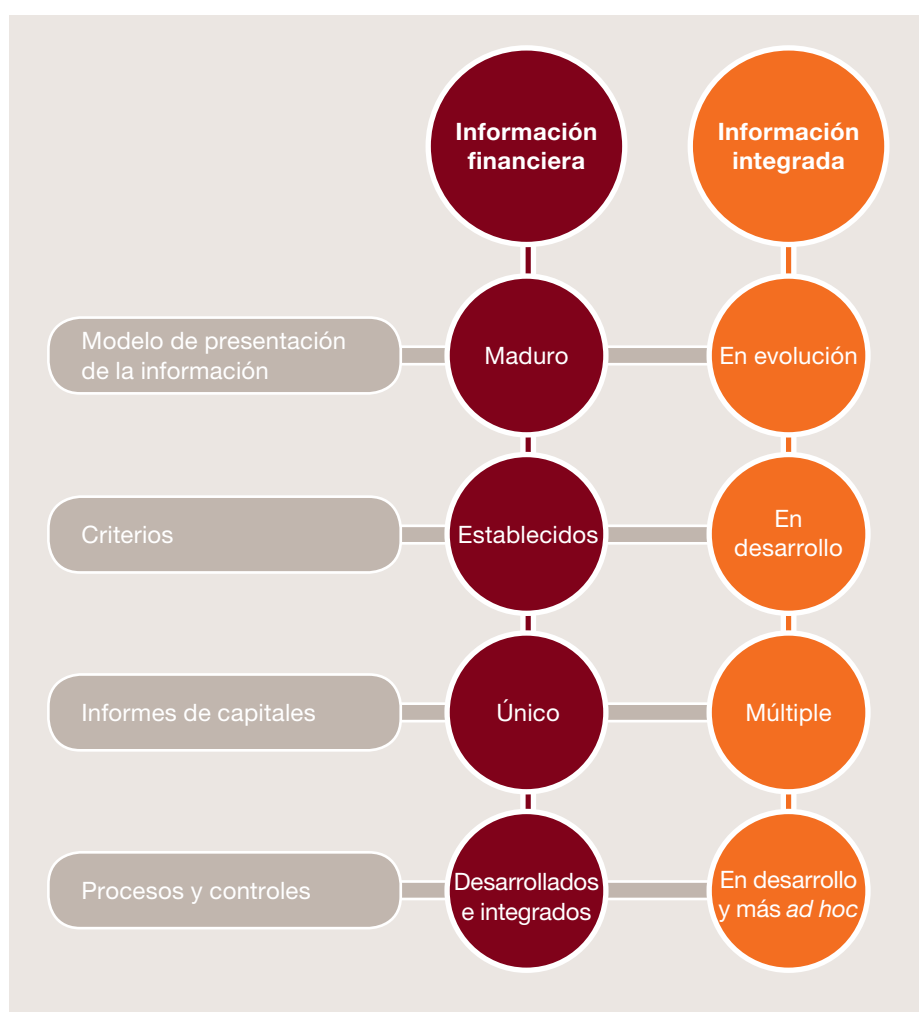 Información
financiera
Información
integrada
Modelo de presentación
de la información
Maduro
En evolución
Criterios
Establecidos
En
desarrollo
Informes de capitales
Único
Múltiple
Procesos y controles
Desarrollados
e integrados
En desarrollo
y más ad hoc